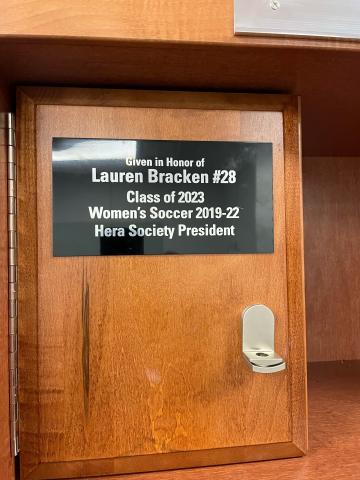 Given in Honor of
Lauren Bracken #28
Class of 2023
Women's Soccer 2019-22
Hera Society President